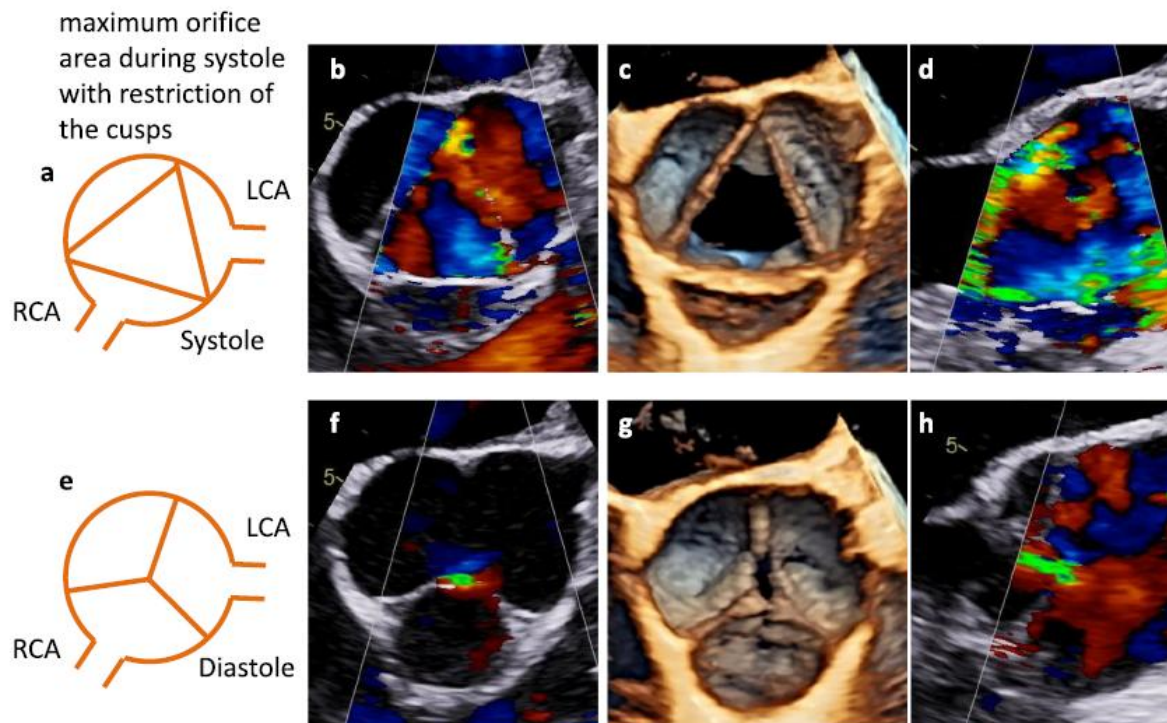 maximum orifice
area during systole
with restriction of
the cusps
a
LCA
RCA
Systole
b
5
c
d
e
LCA
RCA
Diastole
f
5
g
h
5